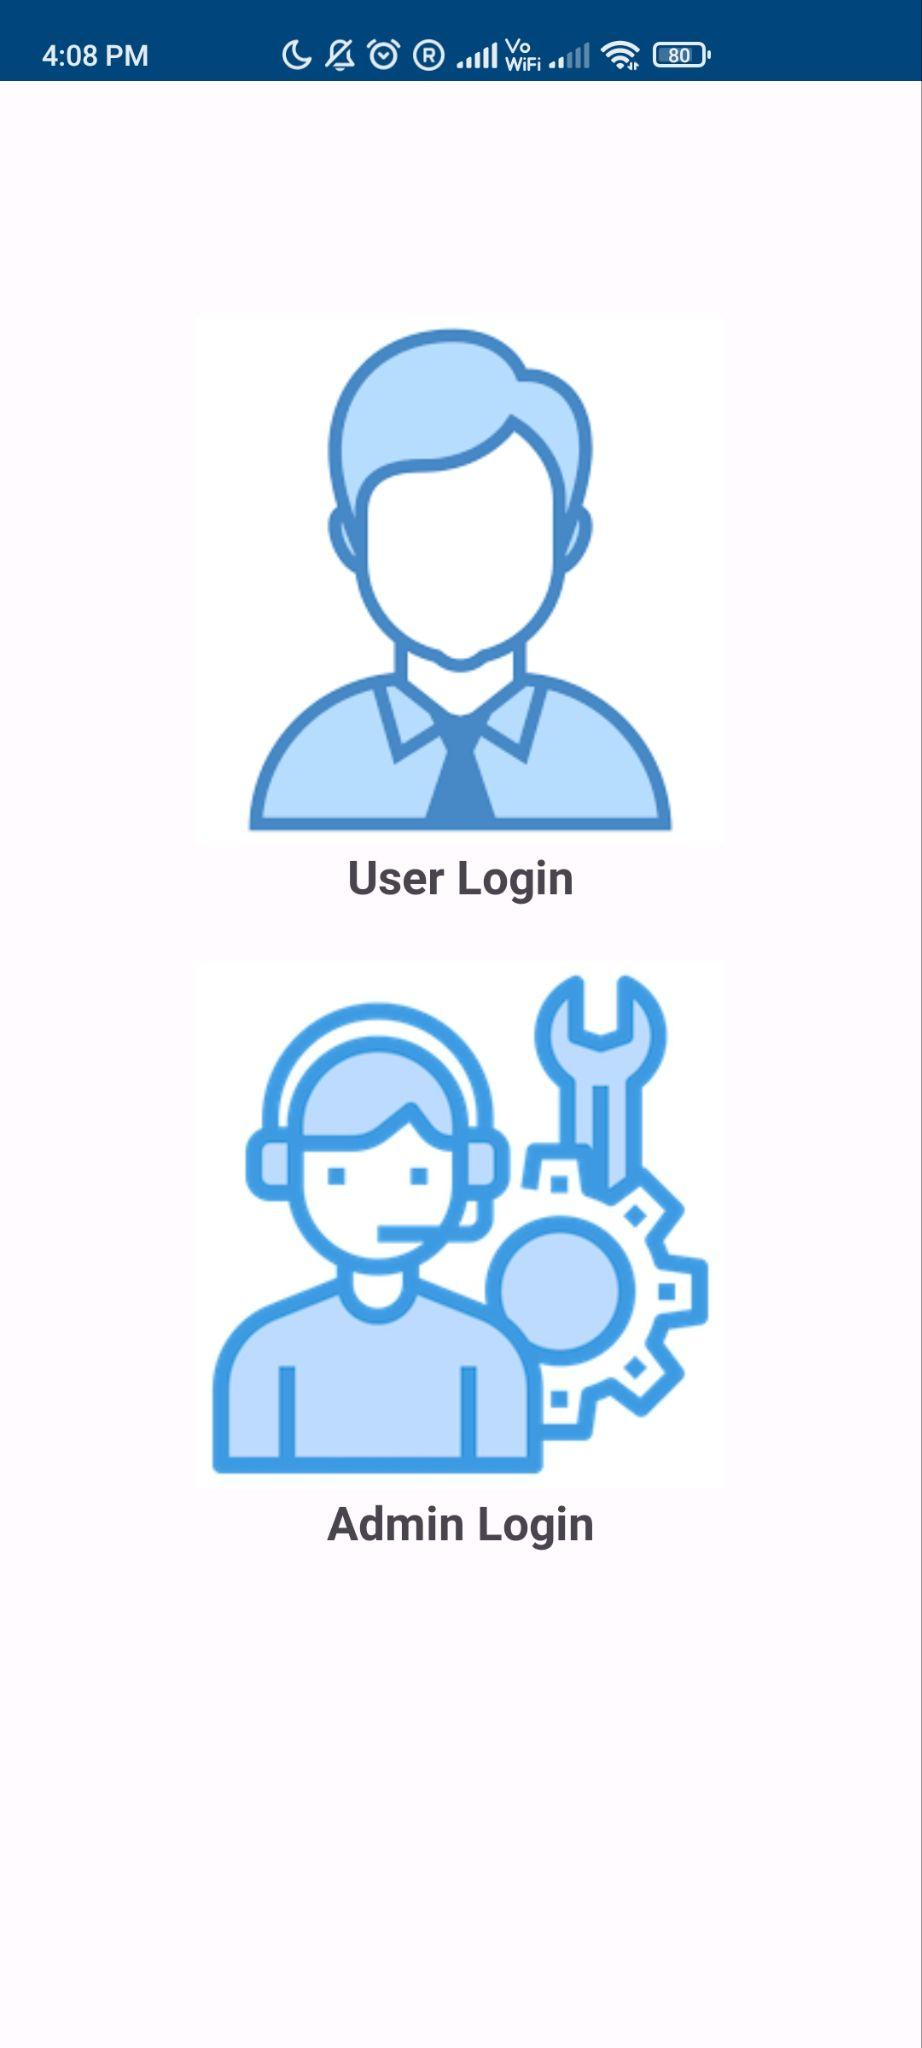 4:08 PM
R
Vo
WiFi
80
User Login
Admin Login